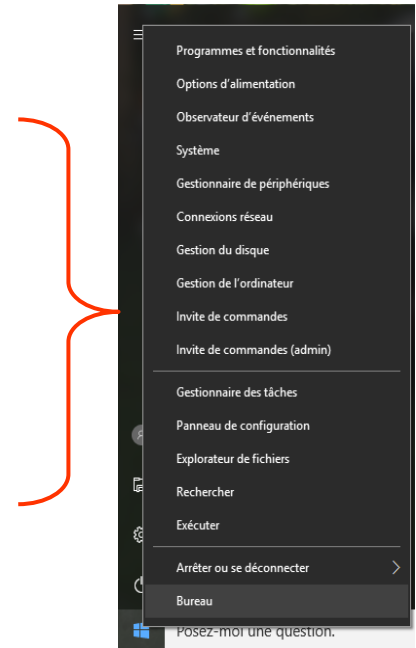 Programmes et fonctionnalités
Options d'alimentation
Observateur d'événements
Système
Gestionnaire de périphériques
Connexions réseau
Gestion du disque
Gestion de l'ordinateur
Invite de commandes
Invite de commandes (admin)
Gestionnaire des tâches
Panneau de configuration
Explorateur de fichiers
Rechercher
Exécuter
Arrêter ou se déconnecter
Bureau
Posez-moi une question.